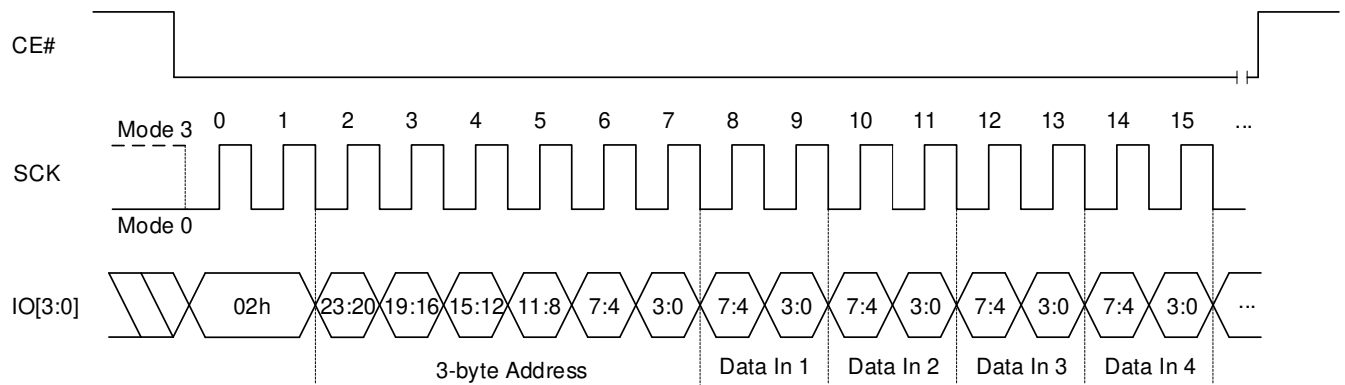 CE#
Mode 3 0 1 2 3 4 5 6 7 8 9 10 11 12 13 14 15 ...
SCK
Mode 0
IO[3:0] 02h 23:20 19:16 15:12 11:8 7:4 3:0 7:4 3:0 7:4 3:0 7:4 3:0 7:4 3:0 ...
3-byte Address Data In 1 Data In 2 Data In 3 Data In 4